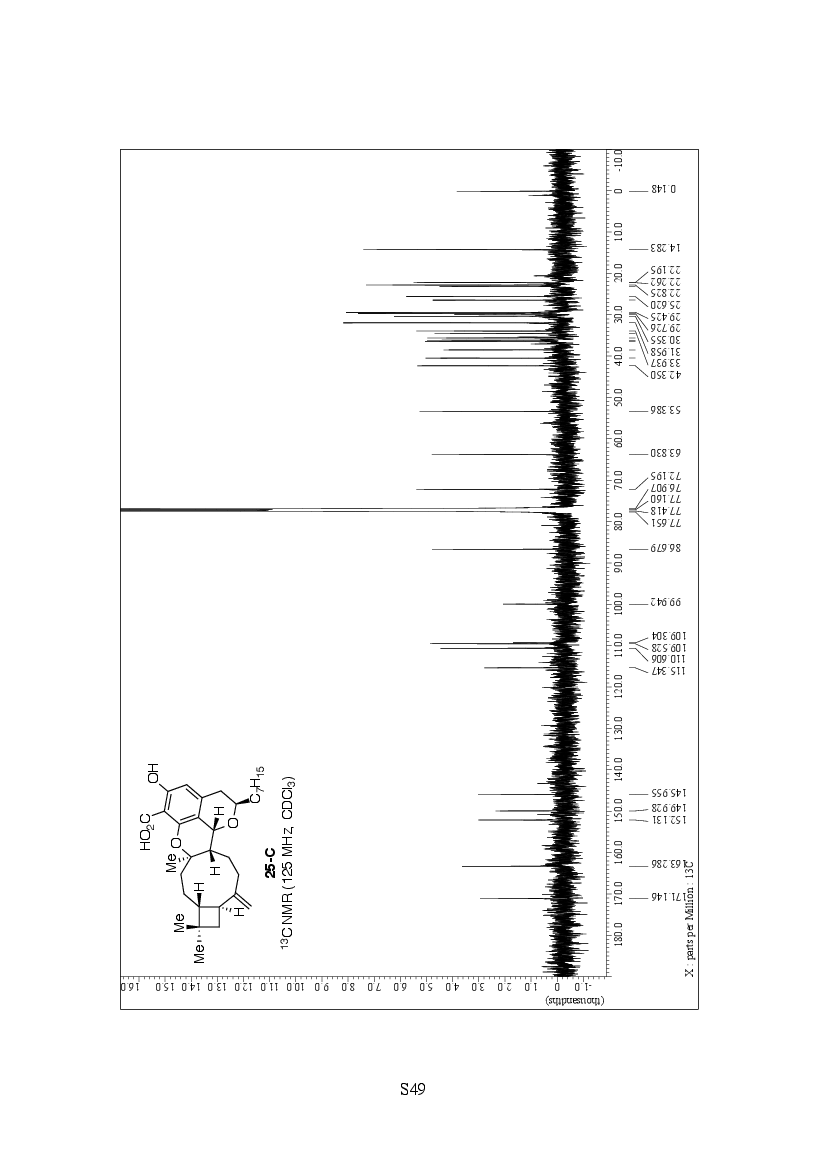 HO2C
OH
O
Me
H
H
O
C7H15
H
H
Me
Me
25-C
13C NMR (125 MHz, CDCl3)
(thousandths)
-1.0 0 1.0 2.0 3.0 4.0 5.0 6.0 7.0 8.0 9.0 10.0 11.0 12.0 13.0 14.0 15.0 16.0
180.0 170.0 160.0 150.0 140.0 130.0 120.0 110.0 100.0 90.0 80.0 70.0 60.0 50.0 40.0 30.0 20.0 10.0 0 -10.0
171.146
163.286
152.131
149.928
145.955
115.347
110.606
109.528
109.304
99.942
86.679
77.651
77.418
77.160
76.907
72.195
63.830
53.386
42.350
33.937
31.958
30.355
29.726
29.425
25.620
22.825
22.262
22.195
14.283
0.148
X : parts per Million : 13C
S49